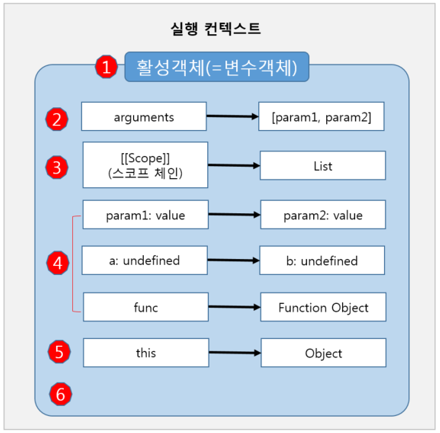 실행 컨텍스트
1 활성객체(=변수객체)
2 arguments [param1, param2]
3 [[Scope]]
(스코프 체인) List
param1: value param2: value
4 a: undefined b: undefined
func Function Object
5 this Object
6